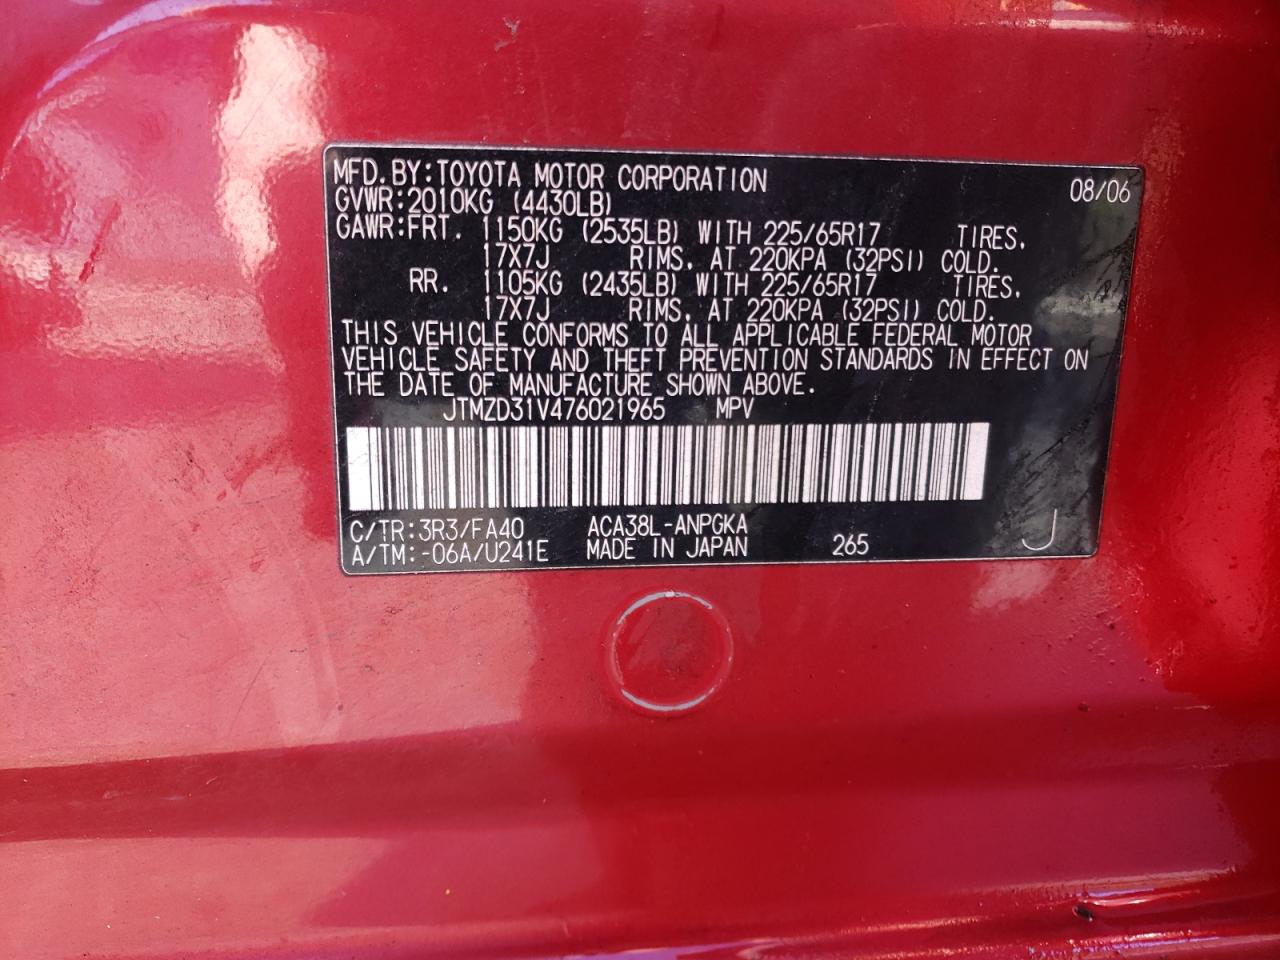 MFD. BY: TOYOTA MOTOR CORPORATION 08/06
GVWR: 2010KG (4430LB)
GAWR: FRT. 1150KG (2535LB) WITH 225/65R17 TIRES,
17X7J RIMS, AT 220KPA (32PSI) COLD.
RR. 1105KG (2435LB) WITH 225/65R17 TIRES,
17X7J RIMS, AT 220KPA (32PSI) COLD.
THIS VEHICLE CONFORMS TO ALL APPLICABLE FEDERAL MOTOR
VEHICLE SAFETY AND THEFT PREVENTION STANDARDS IN EFFECT ON
THE DATE OF MANUFACTURE SHOWN ABOVE.
JTMZD31V476021965 MPV
C/TR: 3R3/FA40 ACA38L-ANPGKA
A/TM: -06A/U241E MADE IN JAPAN 265 J